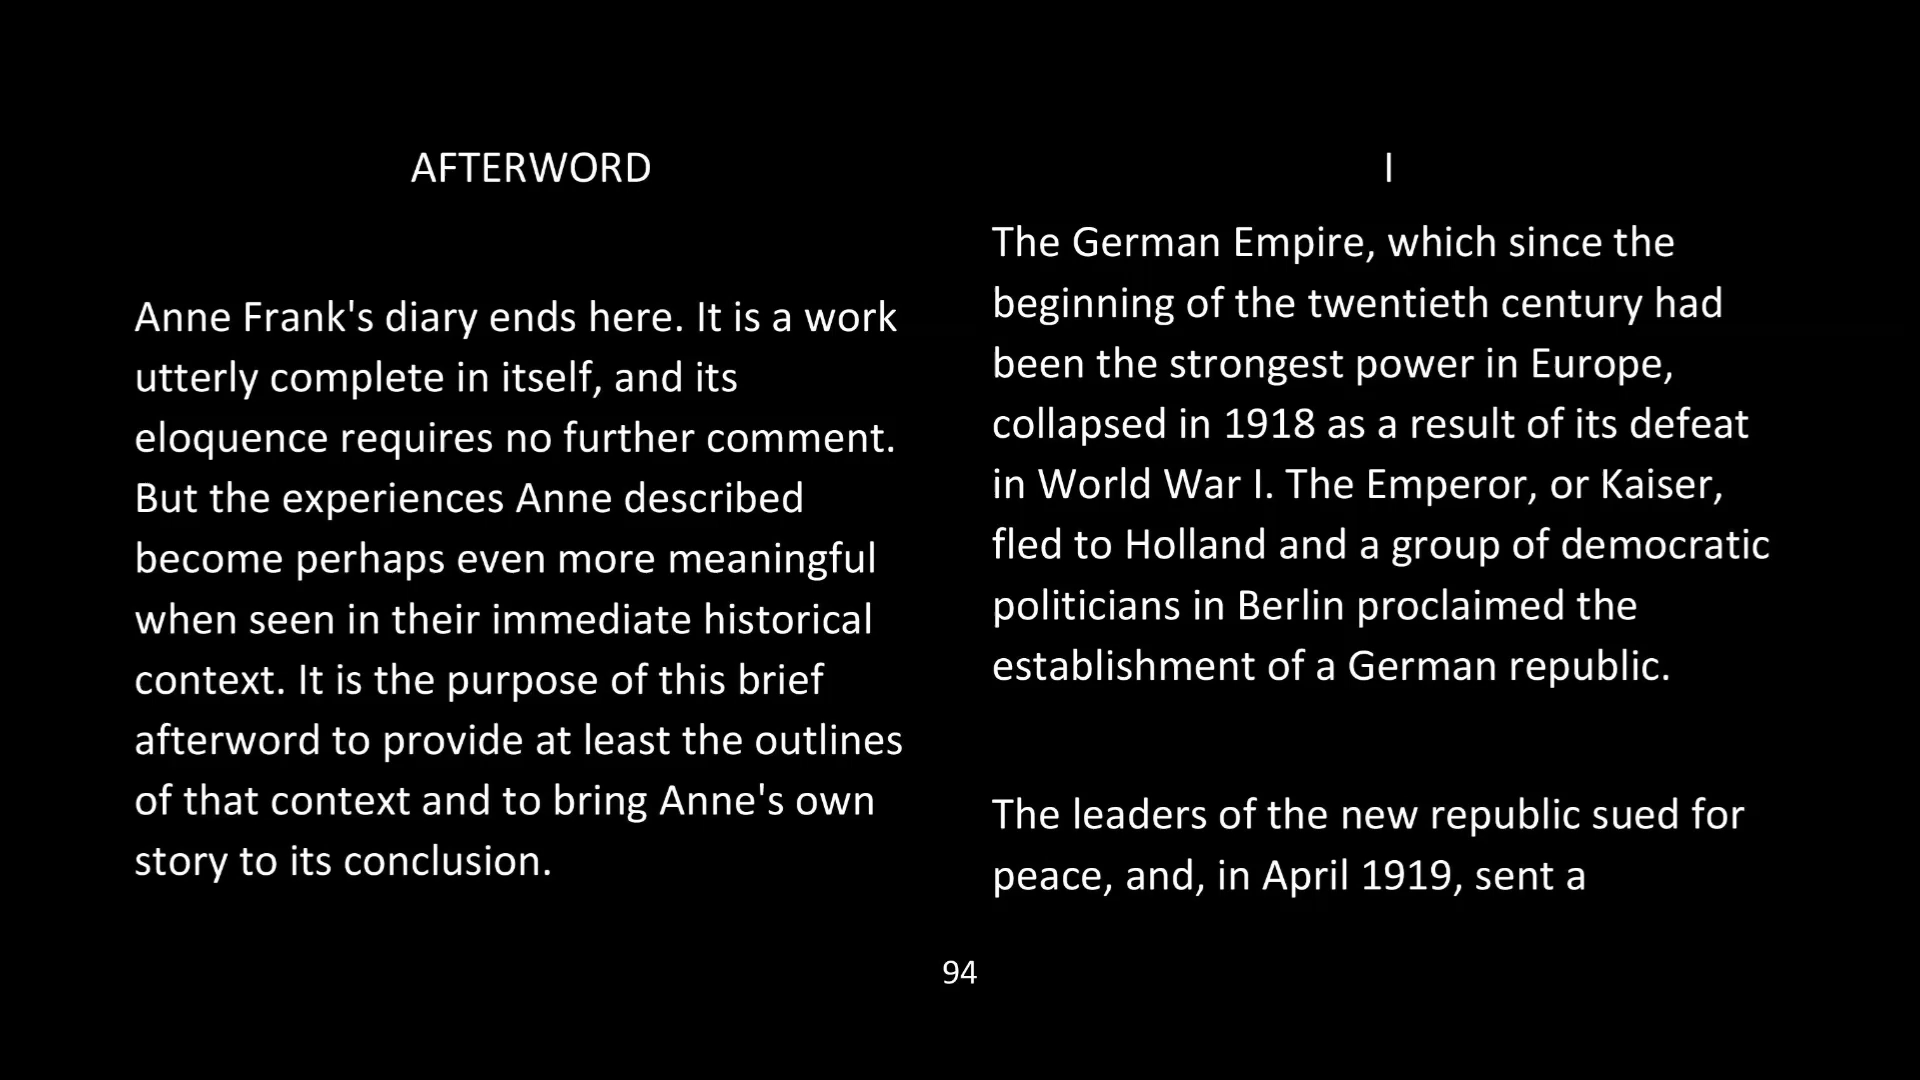 AFTERWORD
Anne Frank's diary ends here. It is a work
utterly complete in itself, and its
eloquence requires no further comment.
But the experiences Anne described
become perhaps even more meaningful
when seen in their immediate historical
context. It is the purpose of this brief
afterword to provide at least the outlines
of that context and to bring Anne's own
story to its conclusion.
I
The German Empire, which since the
beginning of the twentieth century had
been the strongest power in Europe,
collapsed in 1918 as a result of its defeat
in World War I. The Emperor, or Kaiser,
fled to Holland and a group of democratic
politicians in Berlin proclaimed the
establishment of a German republic.
The leaders of the new republic sued for
peace, and, in April 1919, sent a
94